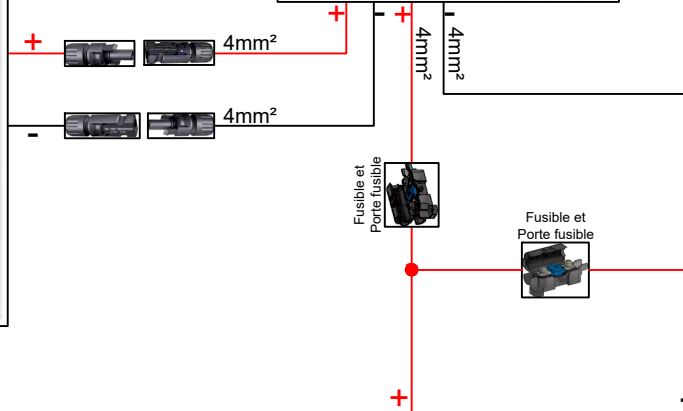 +
-
+
-
+
4mm²
-
4mm²
4mm²
4mm²
Fusible et
Porte fusible
Fusible et
Porte fusible
+
-